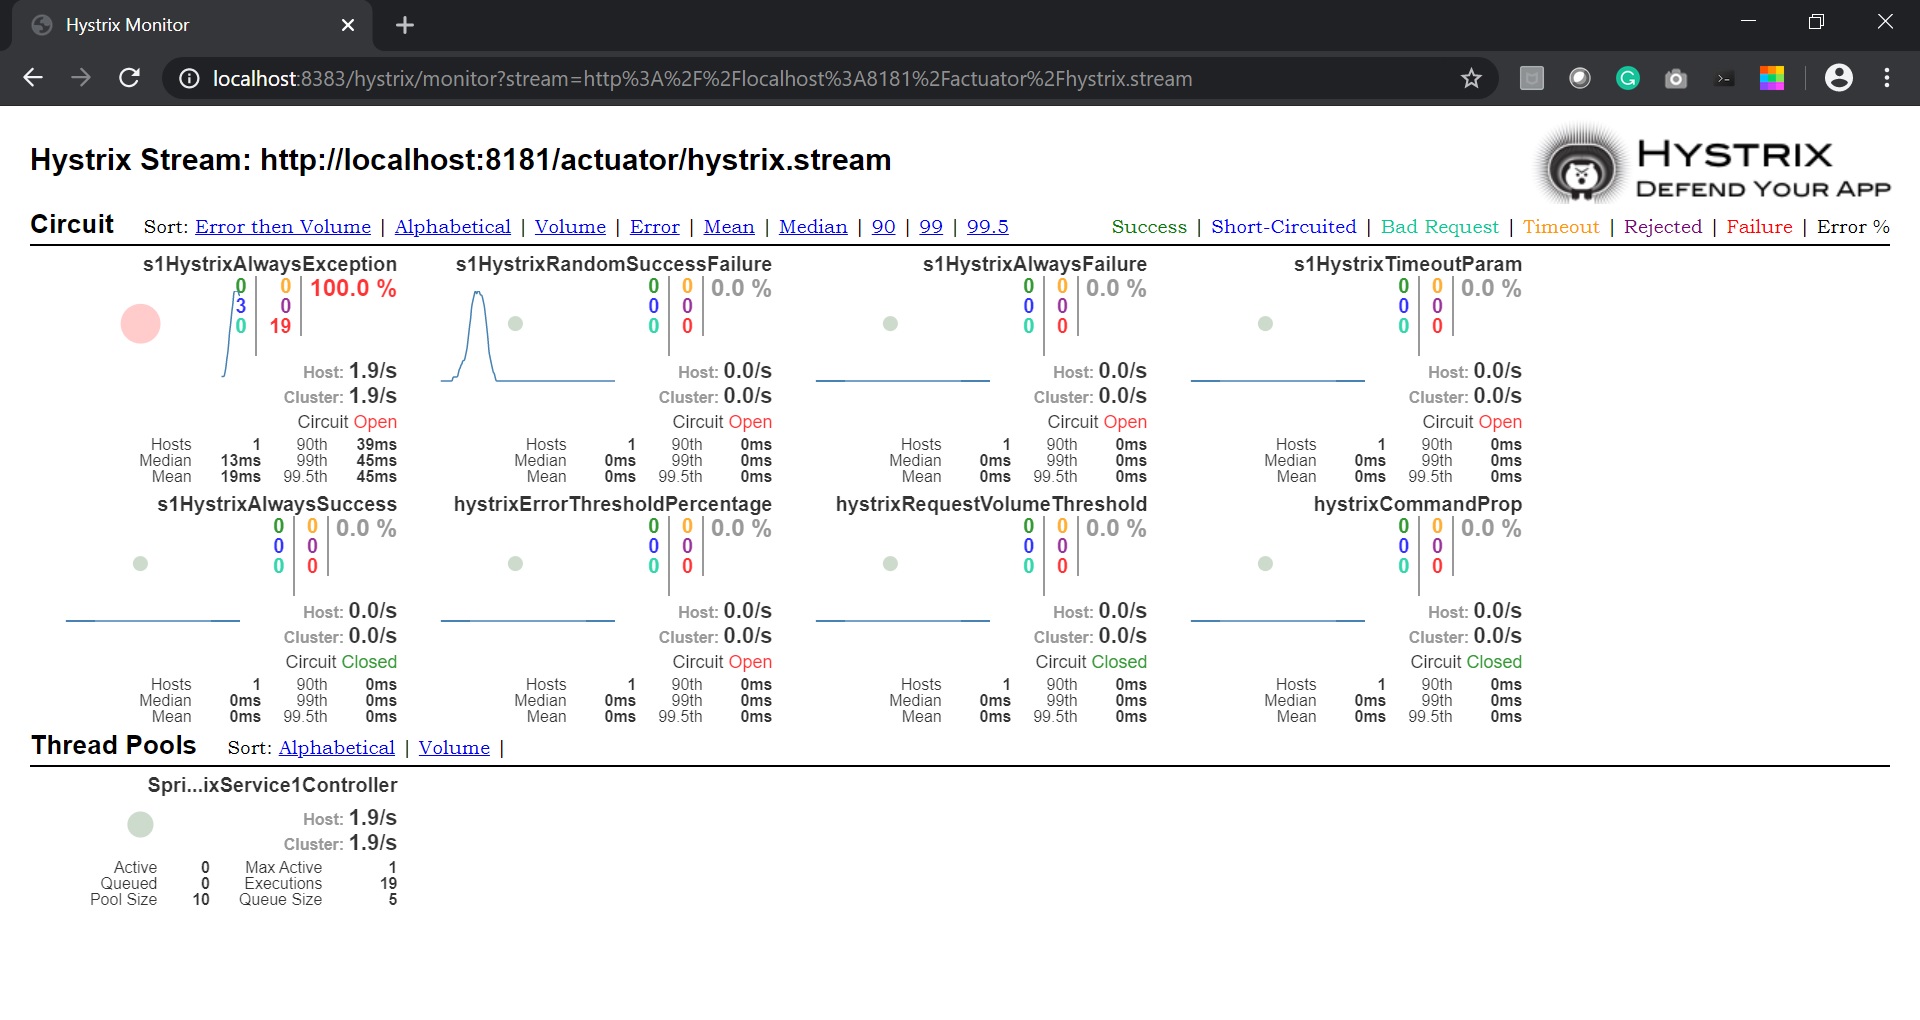 Hystrix Monitor
localhost:8383/hystrix/monitor?stream=http%3A%2F%2Flocalhost%3A8181%2Factuator%2Fhystrix.stream
Hystrix Stream: http://localhost:8181/actuator/hystrix.stream
HYSTRIX
DEFEND YOUR APP
Circuit Sort: Error then Volume | Alphabetical | Volume | Error | Mean | Median | 90 | 99 | 99.5 Success | Short-Circuited | Bad Request | Timeout | Rejected | Failure | Error %
s1HystrixAlwaysException
0 0 100.0 %
3 0
0 19
Host: 1.9/s
Cluster: 1.9/s
Circuit Open
Hosts 1 90th 39ms
Median 13ms 99th 45ms
Mean 19ms 99.5th 45ms
s1HystrixRandomSuccessFailure
0 0 0.0 %
0 0
0 0
Host: 0.0/s
Cluster: 0.0/s
Circuit Open
Hosts 1 90th 0ms
Median 0ms 99th 0ms
Mean 0ms 99.5th 0ms
s1HystrixAlwaysFailure
0 0 0.0 %
0 0
0 0
Host: 0.0/s
Cluster: 0.0/s
Circuit Open
Hosts 1 90th 0ms
Median 0ms 99th 0ms
Mean 0ms 99.5th 0ms
s1HystrixTimeoutParam
0 0 0.0 %
0 0
0 0
Host: 0.0/s
Cluster: 0.0/s
Circuit Open
Hosts 1 90th 0ms
Median 0ms 99th 0ms
Mean 0ms 99.5th 0ms
s1HystrixAlwaysSuccess
0 0 0.0 %
0 0
0 0
Host: 0.0/s
Cluster: 0.0/s
Circuit Closed
Hosts 1 90th 0ms
Median 0ms 99th 0ms
Mean 0ms 99.5th 0ms
hystrixErrorThresholdPercentage
0 0 0.0 %
0 0
0 0
Host: 0.0/s
Cluster: 0.0/s
Circuit Open
Hosts 1 90th 0ms
Median 0ms 99th 0ms
Mean 0ms 99.5th 0ms
hystrixRequestVolumeThreshold
0 0 0.0 %
0 0
0 0
Host: 0.0/s
Cluster: 0.0/s
Circuit Closed
Hosts 1 90th 0ms
Median 0ms 99th 0ms
Mean 0ms 99.5th 0ms
hystrixCommandProp
0 0 0.0 %
0 0
0 0
Host: 0.0/s
Cluster: 0.0/s
Circuit Closed
Hosts 1 90th 0ms
Median 0ms 99th 0ms
Mean 0ms 99.5th 0ms
Thread Pools Sort: Alphabetical | Volume |
Spri...ixService1Controller
Host: 1.9/s
Cluster: 1.9/s
Active 0 Max Active 1
Queued 0 Executions 19
Pool Size 10 Queue Size 5